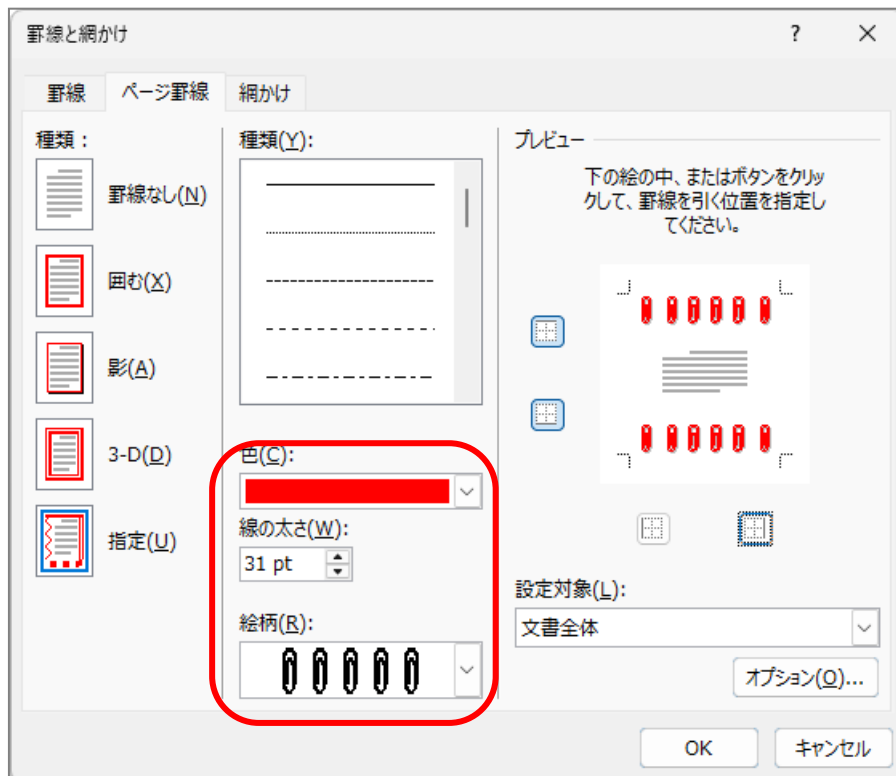 罫線と網かけ
?
罫線
ページ罫線
網かけ
種類：
罫線なし(N)
囲む(X)
影(A)
3-D(D)
指定(U)
種類(Y):
色(C):
線の太さ(W):
31 pt
絵柄(R):
プレビュー
下の絵の中、またはボタンをクリッ
クして、罫線を引く位置を指定し
てください。
設定対象(L):
文書全体
オプション(O)...
OK
キャンセル